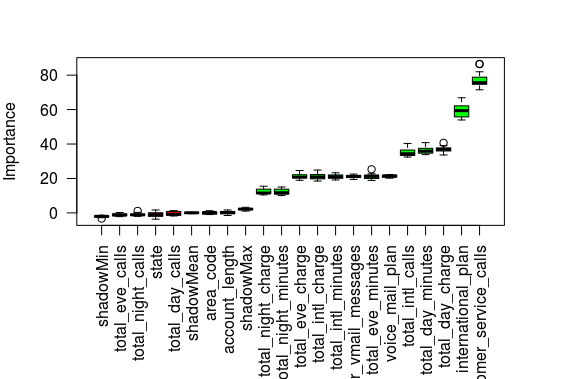 Importance
80
60
40
20
0
shadowMin
total_eve_calls
total_night_calls
state
total_day_calls
shadowMean
area_code
account_length
shadowMax
total_night_charge
otal_night_minutes
total_eve_charge
total_intl_charge
total_intl_minutes
r_vmail_messages
total_eve_minutes
voice_mail_plan
total_intl_calls
total_day_minutes
total_day_charge
international_plan
omer_service_calls